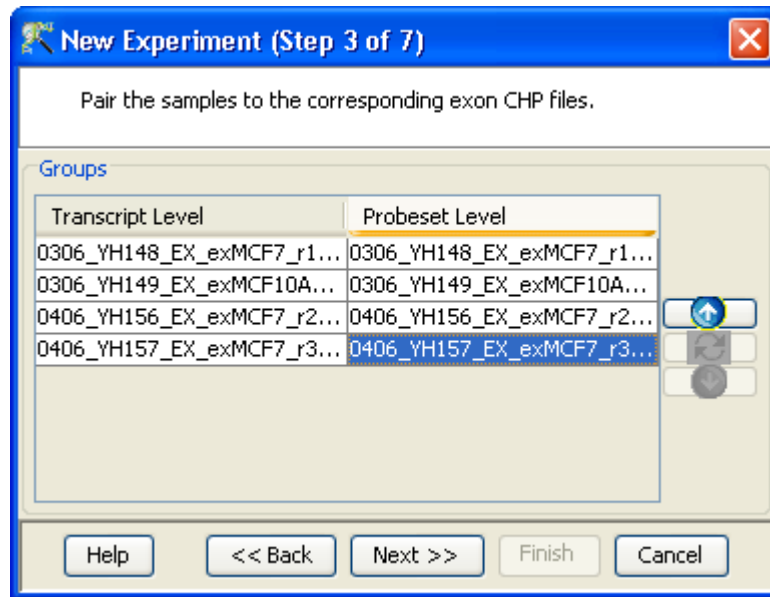 New Experiment (Step 3 of 7)
Pair the samples to the corresponding exon CHP files.
Groups
Transcript Level Probeset Level
0306_YH148_EX_exMCF7_r1... 0306_YH148_EX_exMCF7_r1...
0306_YH149_EX_exMCF10A... 0306_YH149_EX_exMCF10A...
0406_YH156_EX_exMCF7_r2... 0406_YH156_EX_exMCF7_r2...
0406_YH157_EX_exMCF7_r3... 0406_YH157_EX_exMCF7_r3...
Help << Back Next >> Finish Cancel